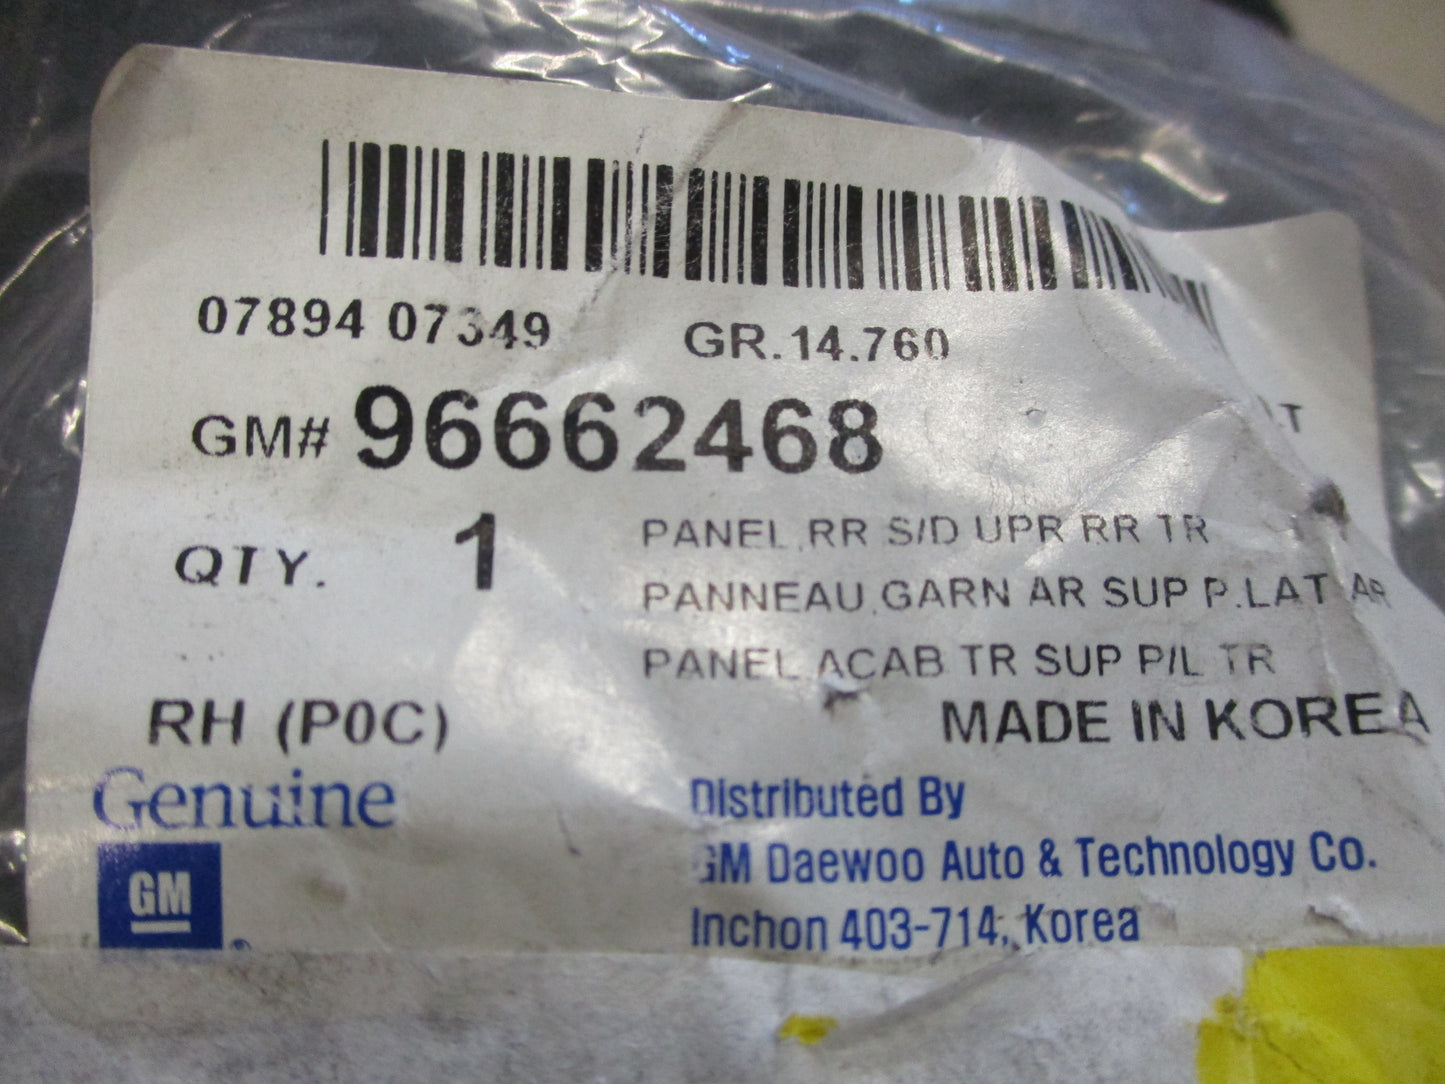 07894 07349 GR.14.760
GM# 96662468
QTY. 1 PANEL,RR S/D UPR RR TR
PANNEAU,GARN AR SUP P.LAT AR
PANEL,ACAB TR SUP P/L TR
RH (P0C) MADE IN KOREA
Genuine
GM
Distributed By
GM Daewoo Auto & Technology Co.
Inchon 403-714, Korea